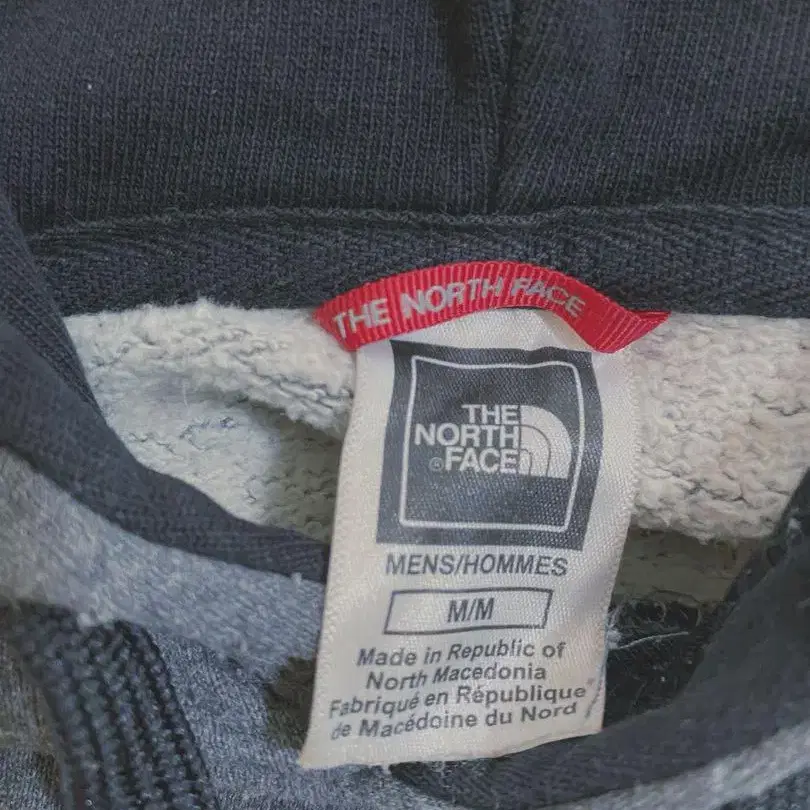 THE NORTH FACE
THE
NORTH
®FACE
MENS/HOMMES
M/M
Made in Republic of
North Macedonia
Fabriqué en République
de Macédoine du Nord